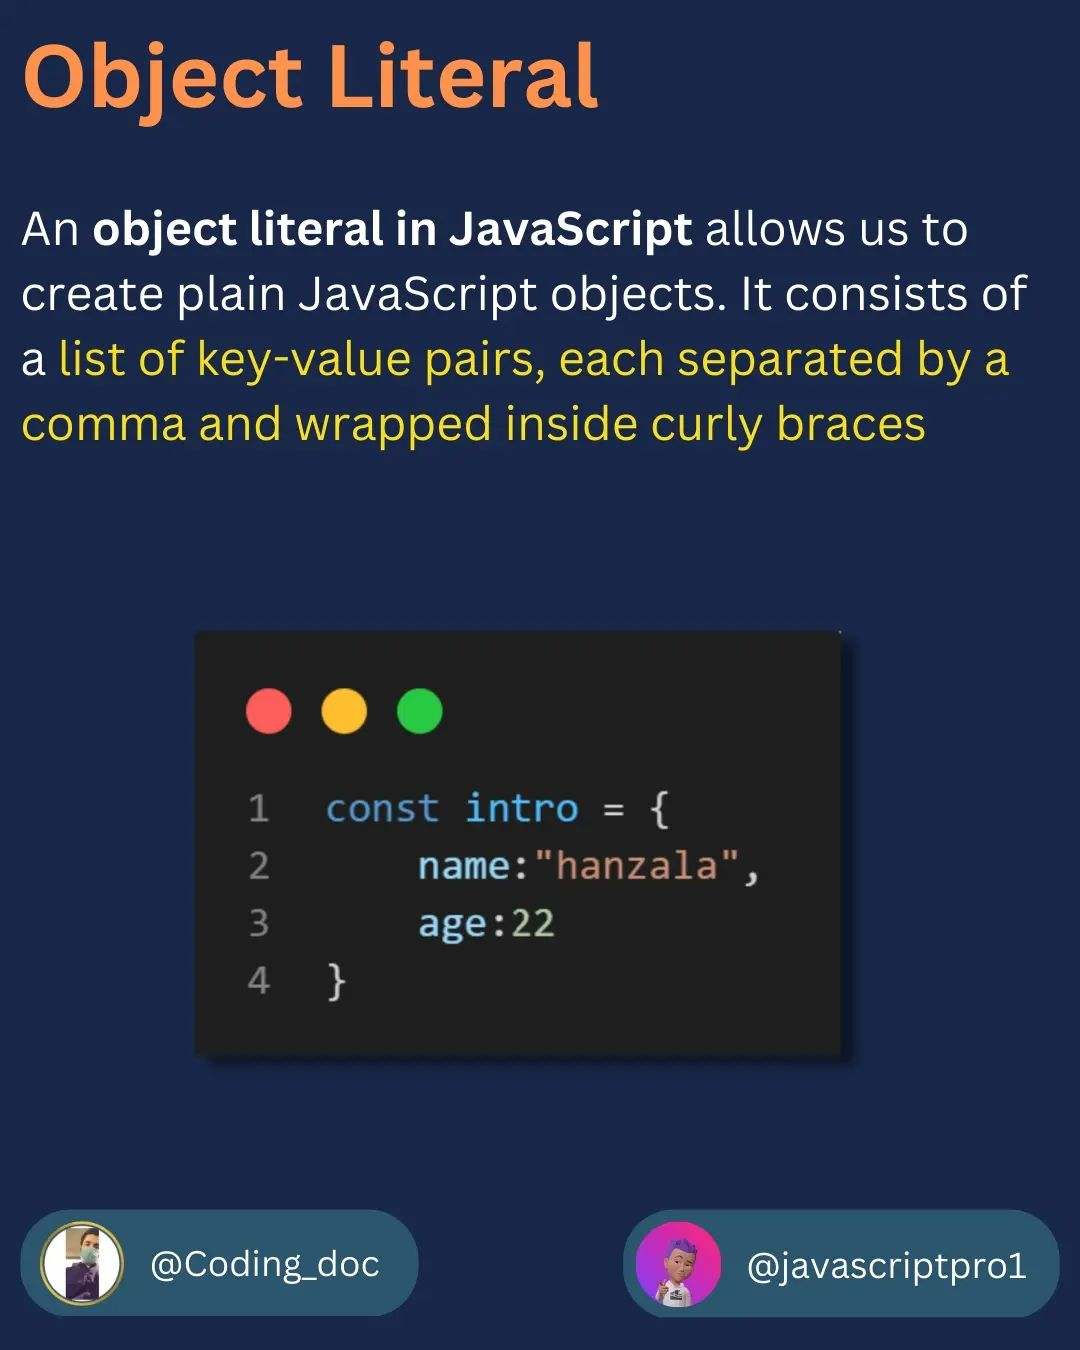 Object Literal
An object literal in JavaScript allows us to
create plain JavaScript objects. It consists of
a list of key-value pairs, each separated by a
comma and wrapped inside curly braces
1 const intro = {
2 name:"hanzala",
3 age:22
4 }
@Coding_doc
@javascriptpro1